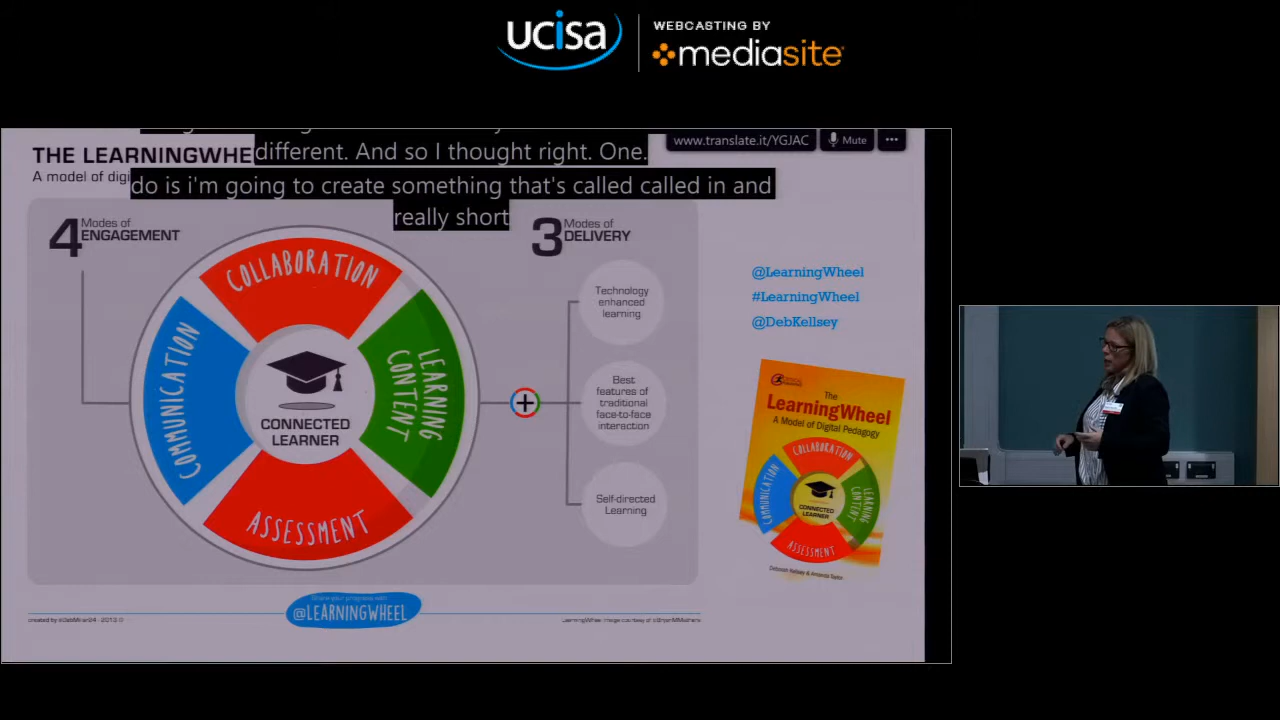 ucisa
WEBCASTING BY
mediasite
different. And so I thought right. One.
do is i'm going to create something that's called called in and
really short
www.translate.it/YGJAC
Mute
THE LEARNINGWHE
A model of digi
4 Modes of
ENGAGEMENT
3 Modes of
DELIVERY
COLLABORATION
COMMUNICATION
LEARNING
CONTENT
ASSESSMENT
CONNECTED
LEARNER
Technology
enhanced
learning
Best
features of
traditional
face-to-face
interaction
Self-directed
Learning
@LEARNINGWHEEL
@LearningWheel
#LearningWheel
@DebKellsey
The
LearningWheel
A Model of Digital Pedagogy
COLLABORATION
COMMUNICATION
LEARNING
CONTENT
ASSESSMENT
CONNECTED
LEARNER
Deborah Kellsey & Amanda Taylor